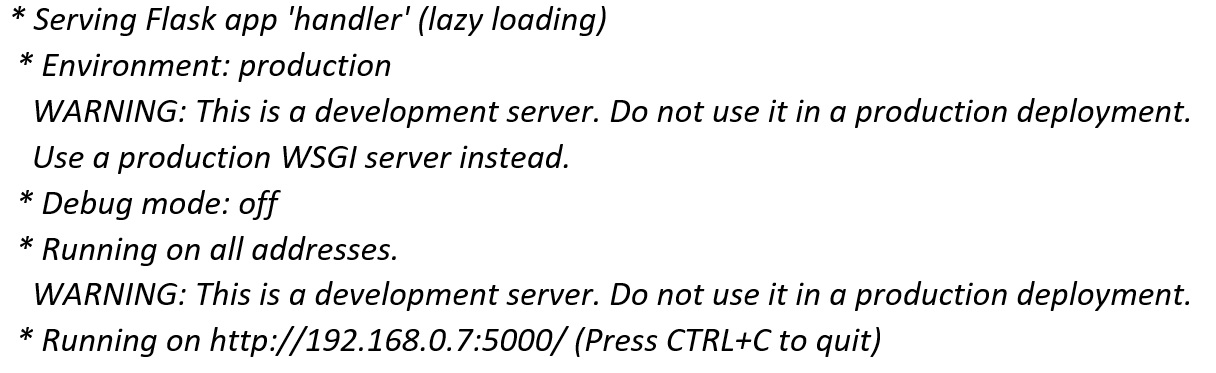 * Serving Flask app 'handler' (lazy loading)
* Environment: production
WARNING: This is a development server. Do not use it in a production deployment.
Use a production WSGI server instead.
* Debug mode: off
* Running on all addresses.
WARNING: This is a development server. Do not use it in a production deployment.
* Running on http://192.168.0.7:5000/ (Press CTRL+C to quit)